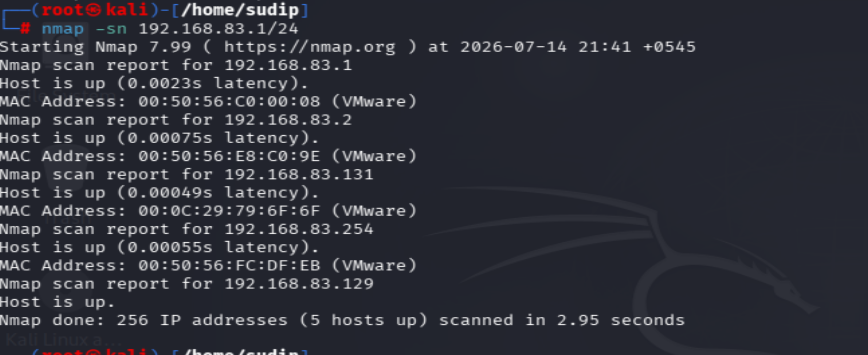 ┌──(root㉿kali)-[/home/sudip]
└─# nmap -sn 192.168.83.1/24
Starting Nmap 7.99 ( https://nmap.org ) at 2026-07-14 21:41 +0545
Nmap scan report for 192.168.83.1
Host is up (0.0023s latency).
MAC Address: 00:50:56:C0:00:08 (VMware)
Nmap scan report for 192.168.83.2
Host is up (0.00075s latency).
MAC Address: 00:50:56:E8:C0:9E (VMware)
Nmap scan report for 192.168.83.131
Host is up (0.00049s latency).
MAC Address: 00:0C:29:79:6F:6F (VMware)
Nmap scan report for 192.168.83.254
Host is up (0.00055s latency).
MAC Address: 00:50:56:FC:DF:EB (VMware)
Nmap scan report for 192.168.83.129
Host is up.
Nmap done: 256 IP addresses (5 hosts up) scanned in 2.95 seconds
Kali Linux a...
┌──(root㉿kali)-[/home/sudip]